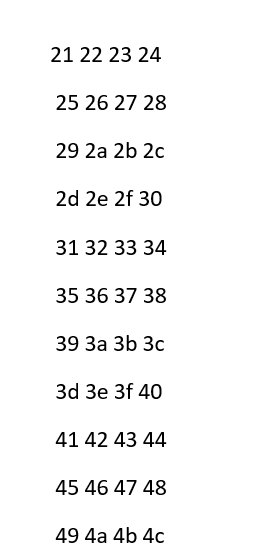 21 22 23 24
25 26 27 28
29 2a 2b 2c
2d 2e 2f 30
31 32 33 34
35 36 37 38
39 3a 3b 3c
3d 3e 3f 40
41 42 43 44
45 46 47 48
49 4a 4b 4c